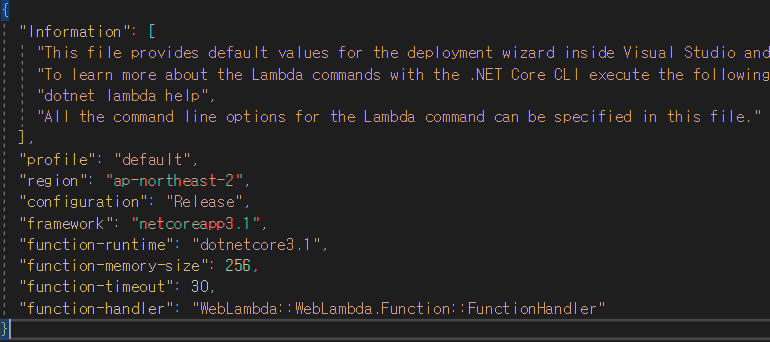 {
"Information": [
"This file provides default values for the deployment wizard inside Visual Studio and
"To learn more about the Lambda commands with the .NET Core CLI execute the following
"dotnet lambda help",
"All the command line options for the Lambda command can be specified in this file."
],
"profile": "default",
"region": "ap-northeast-2",
"configuration": "Release",
"framework": "netcoreapp3.1",
"function-runtime": "dotnetcore3.1",
"function-memory-size": 256,
"function-timeout": 30,
"function-handler": "WebLambda::WebLambda.Function::FunctionHandler"
}